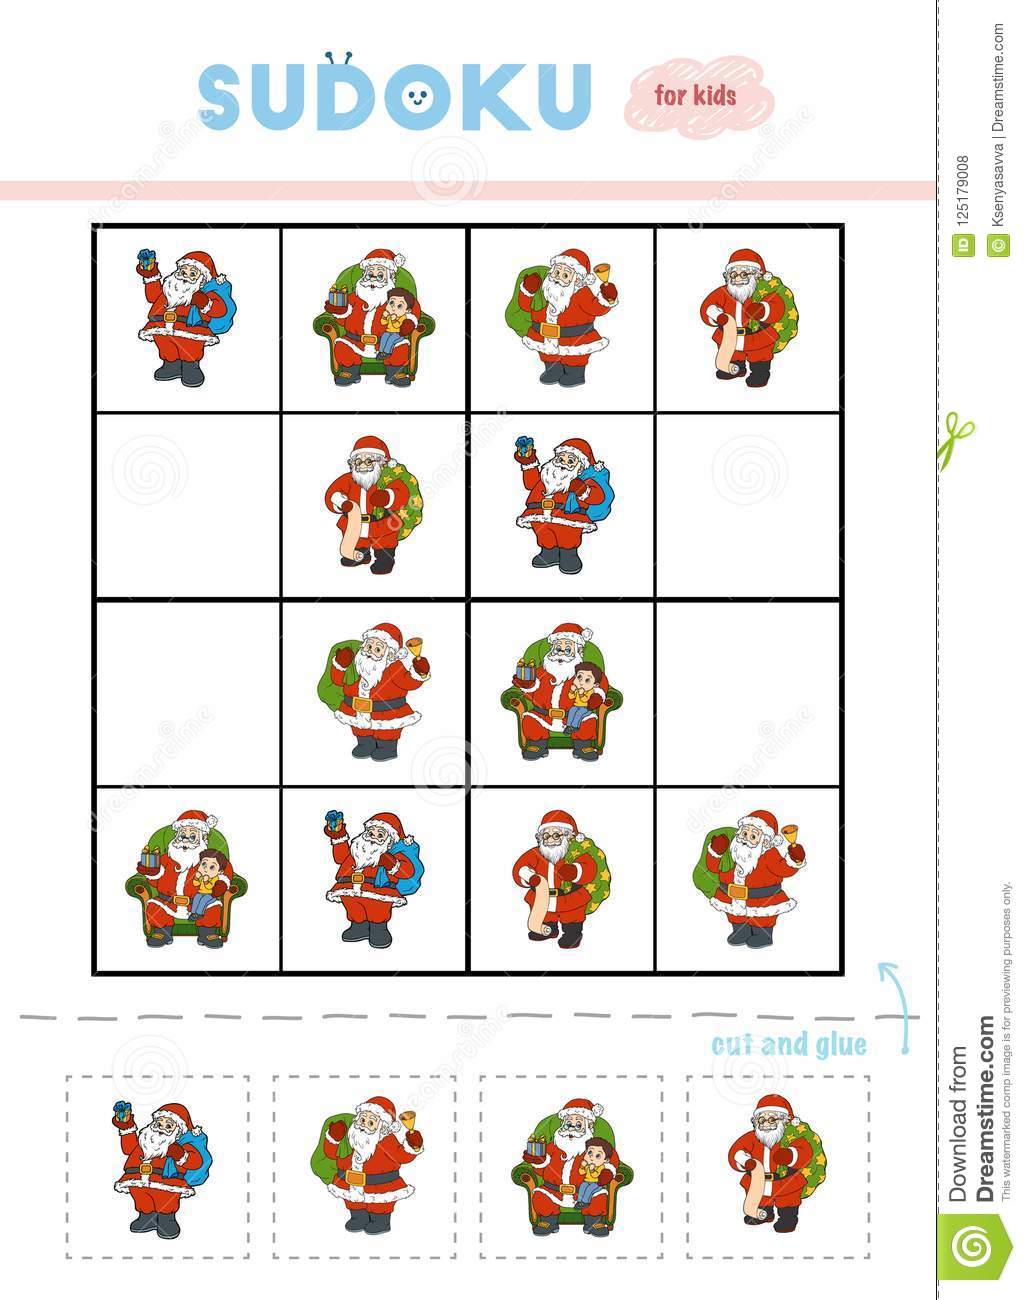 SUDOKU
for kids
cut and glue
ID 125179008
© Ksenyasavva | Dreamstime.com
Download from
Dreamstime.com
This watermarked comp image is for previewing purposes only.
dreamstime